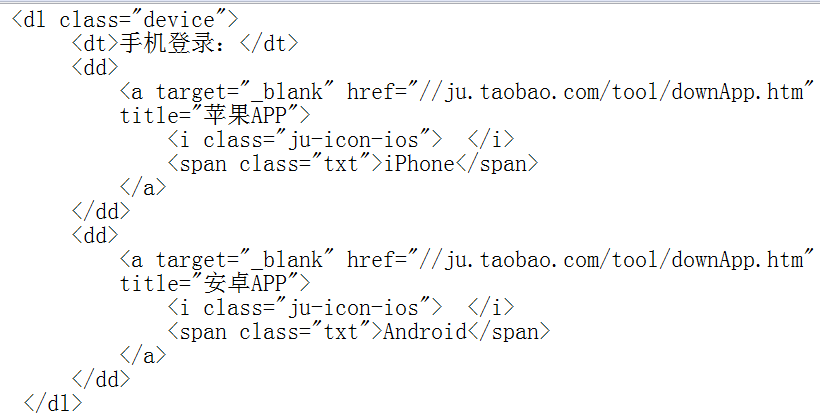 <dl class="device">
<dt>手机登录：</dt>
<dd>
<a target="_blank" href="//ju.taobao.com/tool/downApp.htm"
title="苹果APP">
<i class="ju-icon-ios">  </i>
<span class="txt">iPhone</span>
</a>
</dd>
<dd>
<a target="_blank" href="//ju.taobao.com/tool/downApp.htm"
title="安卓APP">
<i class="ju-icon-ios">  </i>
<span class="txt">Android</span>
</a>
</dd>
</dl>